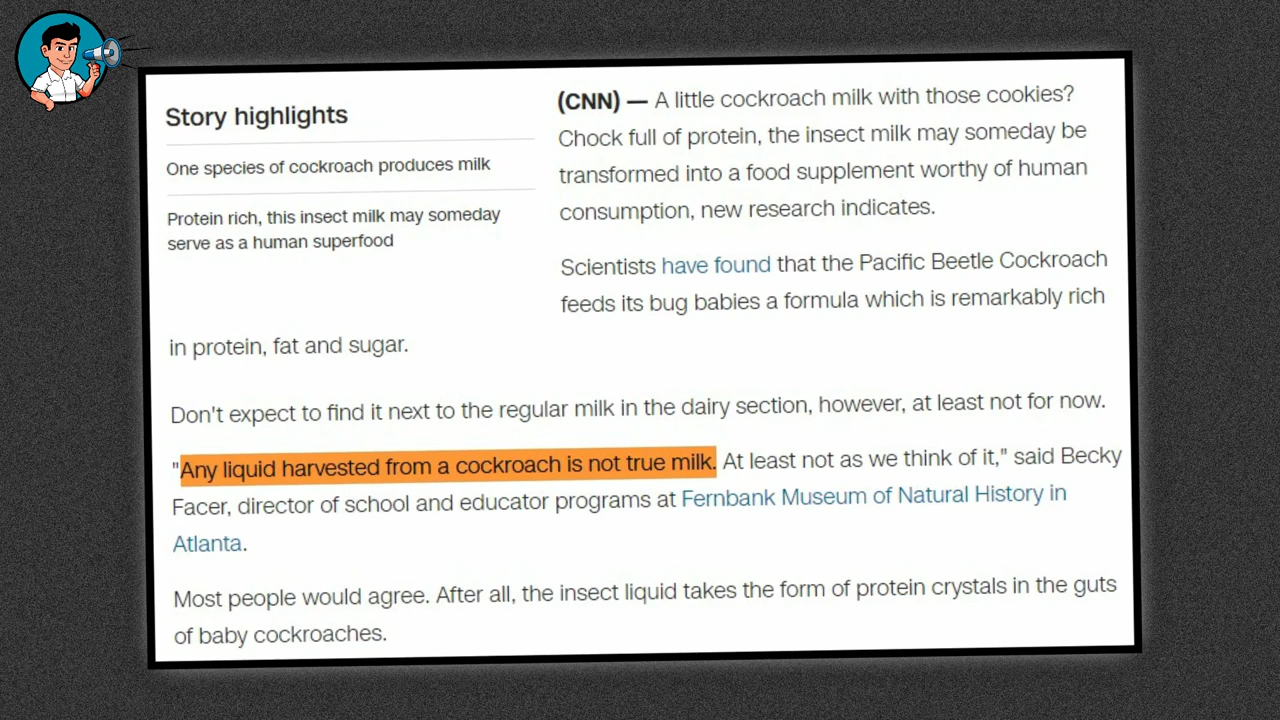 Story highlights
One species of cockroach produces milk
Protein rich, this insect milk may someday
serve as a human superfood
(CNN) — A little cockroach milk with those cookies?
Chock full of protein, the insect milk may someday be
transformed into a food supplement worthy of human
consumption, new research indicates.
Scientists have found that the Pacific Beetle Cockroach
feeds its bug babies a formula which is remarkably rich
in protein, fat and sugar.
Don't expect to find it next to the regular milk in the dairy section, however, at least not for now.
"Any liquid harvested from a cockroach is not true milk. At least not as we think of it," said Becky
Facer, director of school and educator programs at Fernbank Museum of Natural History in
Atlanta.
Most people would agree. After all, the insect liquid takes the form of protein crystals in the guts
of baby cockroaches.